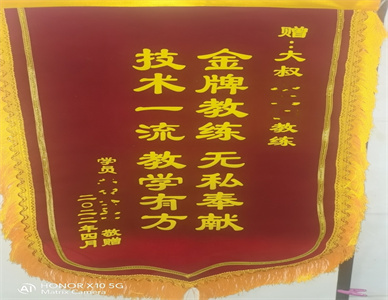 赠:大叔教练
金牌教练 无私奉献
技术一流 教学有方
学员 敬赠
二〇二二年四月
HONOR X10 5G
Matrix Camera